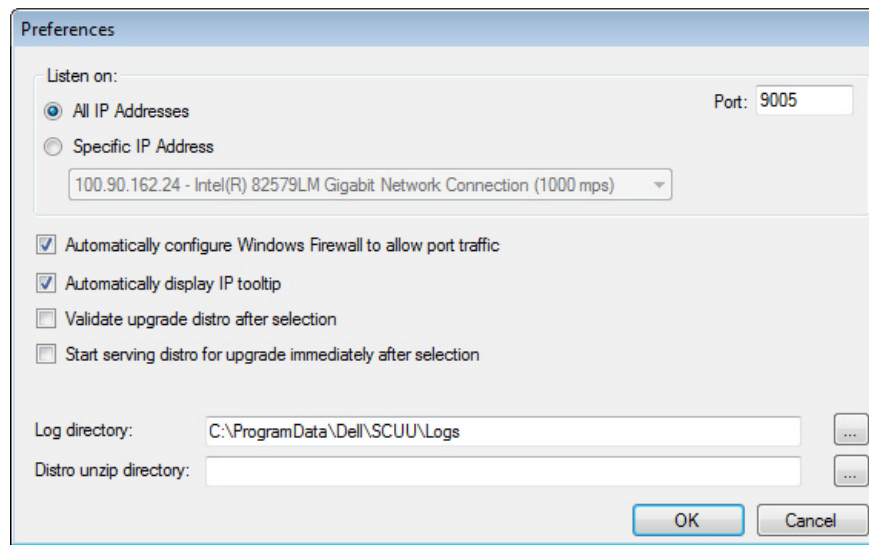 Preferences
Listen on:
All IP Addresses
Port: 9005
Specific IP Address
100.90.162.24 - Intel(R) 82579LM Gigabit Network Connection (1000 mps)
Automatically configure Windows Firewall to allow port traffic
Automatically display IP tooltip
Validate upgrade distro after selection
Start serving distro for upgrade immediately after selection
Log directory: C:\ProgramData\Dell\SCUU\Logs ...
Distro unzip directory: ...
OK Cancel